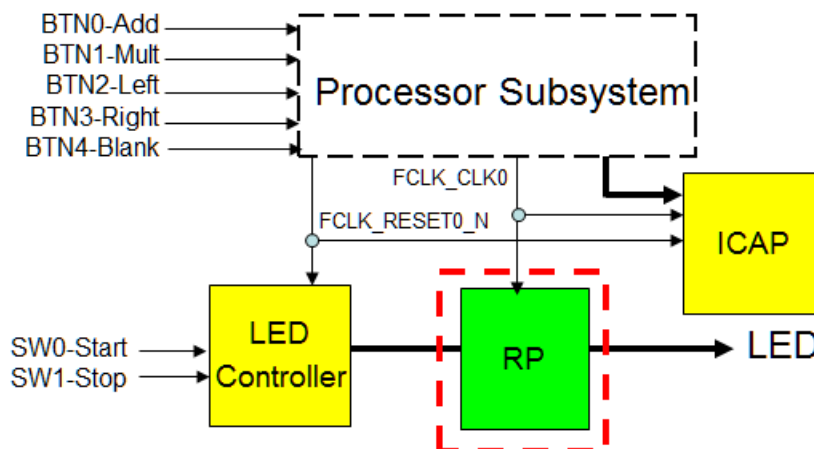 BTN0-Add
BTN1-Mult
BTN2-Left
BTN3-Right
BTN4-Blank
Processor Subsystem
FCLK_CLK0
FCLK_RESET0_N
ICAP
SW0-Start
SW1-Stop
LED
Controller
RP
LED